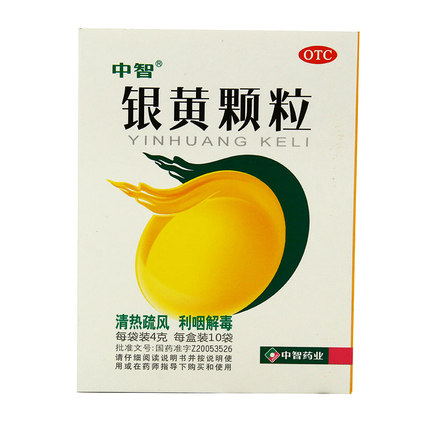 OTC
中智®
银黄颗粒
YINHUANG KELI
清热疏风 利咽解毒
每袋装4克 每盒装10袋
批准文号:国药准字Z20053526
请仔细阅读说明书并按说明使
用或在药师指导下购买和使用
中智药业